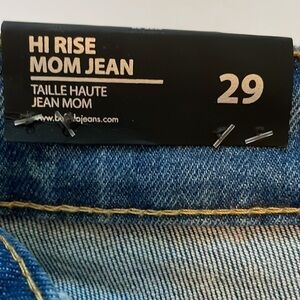 HI RISE
MOM JEAN
TAILLE HAUTE
JEAN MOM
29